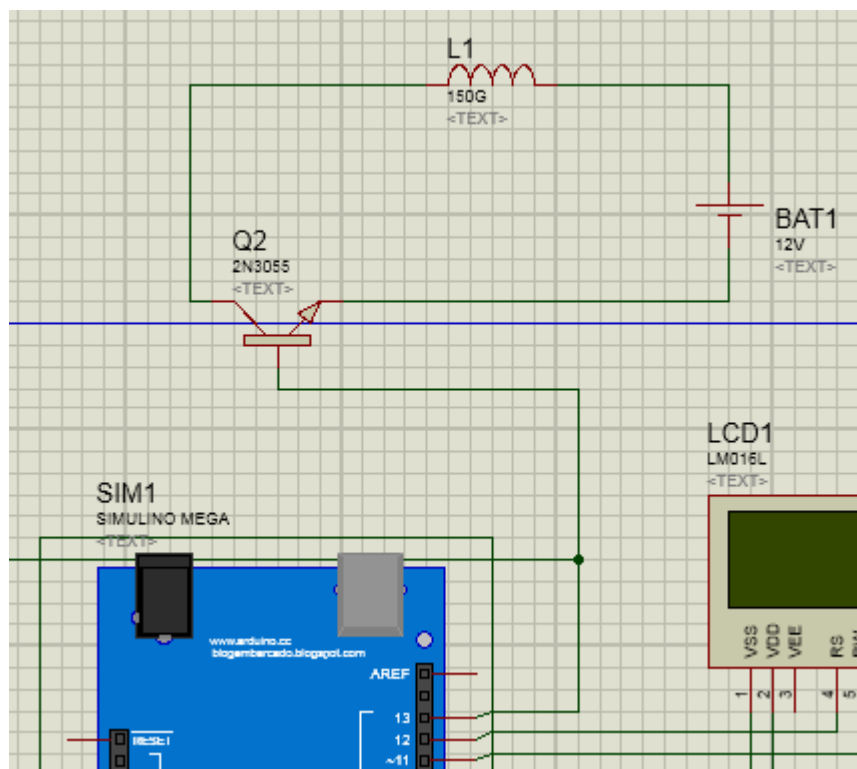 L1
150G
<TEXT>
BAT1
12V
<TEXT>
Q2
2N3055
<TEXT>
LCD1
LM016L
<TEXT>
SIM1
SIMULINO MEGA
<TEXT>
www.arduino.cc
blogembarcado.blogspot.com
AREF
13
12
~11
RESET
VSS
VDD
VEE
RS
1
2
3
4
5